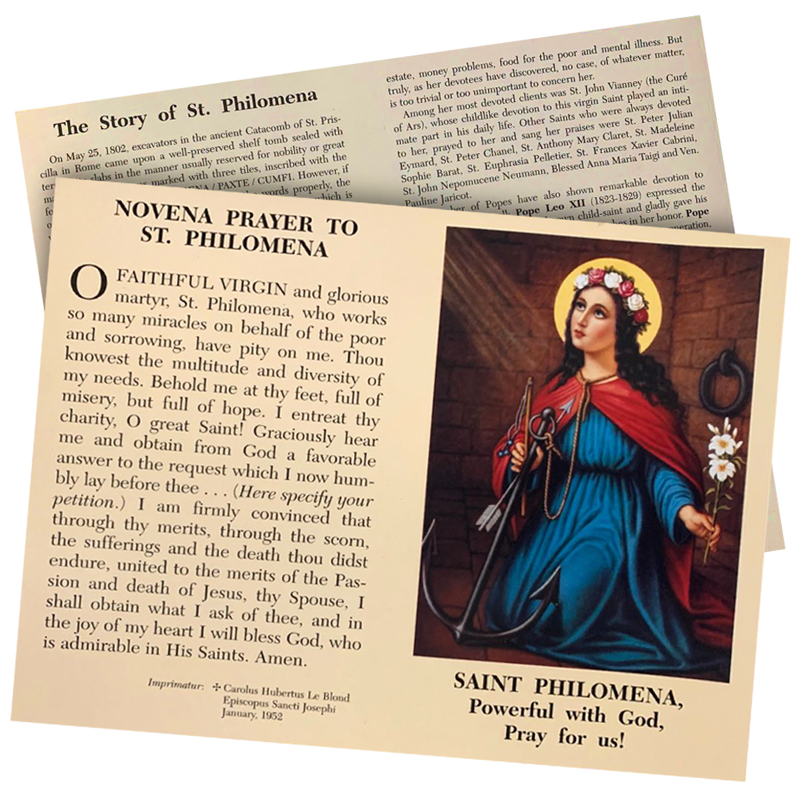 The Story of St. Philomena
On May 25, 1802, excavators in the ancient Catacomb of St. Pris-
cilla in Rome came upon a well-preserved shelf tomb sealed with
slabs in the manner usually reserved for nobility or great
marked with three tiles, inscribed with the
/ PAXTE / CUMFI. However, if
words properly, the
which is
estate, money problems, food for the poor and mental illness. But
truly, as her devotees have discovered, no case, of whatever matter,
is too trivial or too unimportant to concern her.
Among her most devoted clients was St. John Vianney (the Curé
of Ars), whose childlike devotion to this virgin Saint played an inti-
mate part in his daily life. Other Saints who were always devoted
to her, prayed to her and sang her praises were St. Peter Julian
Eymard, St. Peter Chanel, St. Anthony Mary Claret, St. Madeleine
Sophie Barat, St. Euphrasia Pelletier, St. Frances Xavier Cabrini,
St. John Nepomucene Neumann, Blessed Anna Maria Taigi and Ven.
Pauline Jaricot.
of Popes have also shown remarkable devotion to
Pope Leo XII (1823-1829) expressed the
child-saint and gladly gave his
in her honor. Pope
NOVENA PRAYER TO
ST. PHILOMENA
O FAITHFUL VIRGIN and glorious
martyr, St. Philomena, who works
so many miracles on behalf of the poor
and sorrowing, have pity on me. Thou
knowest the multitude and diversity of
my needs. Behold me at thy feet, full of
misery, but full of hope. I entreat thy
charity, O great Saint! Graciously hear
me and obtain from God a favorable
answer to the request which I now hum-
bly lay before thee . . . (Here specify your
petition.) I am firmly convinced that
through thy merits, through the scorn,
the sufferings and the death thou didst
endure, united to the merits of the Pas-
sion and death of Jesus, thy Spouse, I
shall obtain what I ask of thee, and in
the joy of my heart I will bless God, who
is admirable in His Saints. Amen.
Imprimatur: ✣ Carolus Hubertus Le Blond
Episcopus Sancti Josephi
January, 1952
SAINT PHILOMENA,
Powerful with God,
Pray for us!